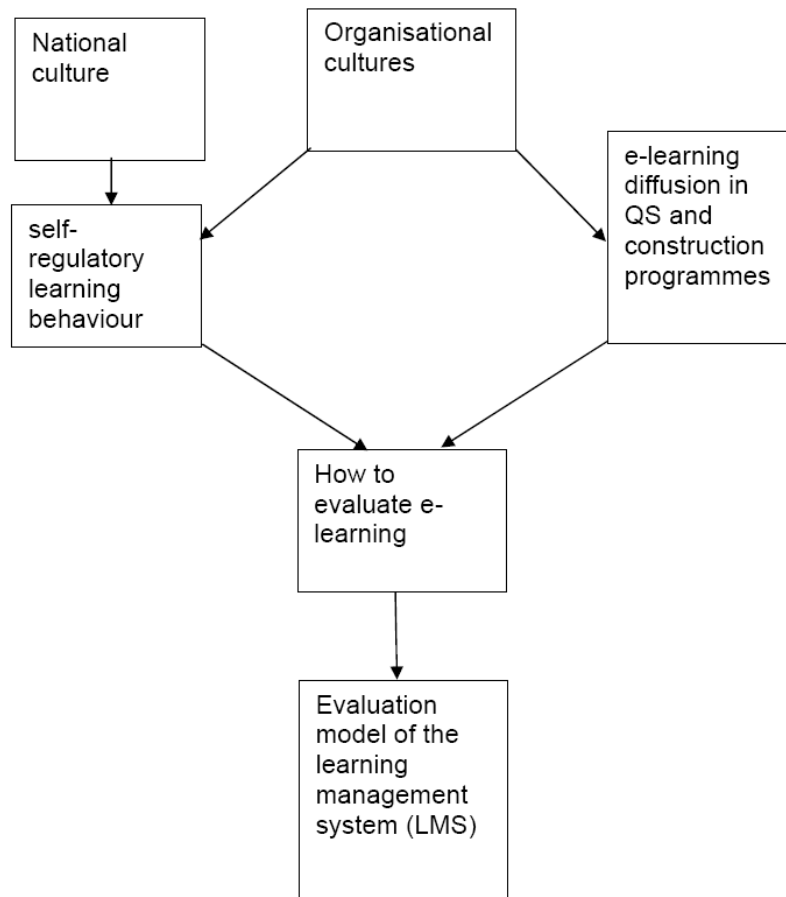 National
culture
Organisational
cultures
e-learning
diffusion in
QS and
construction
programmes
self-
regulatory
learning
behaviour
How to
evaluate e-
learning
Evaluation
model of the
learning
management
system (LMS)